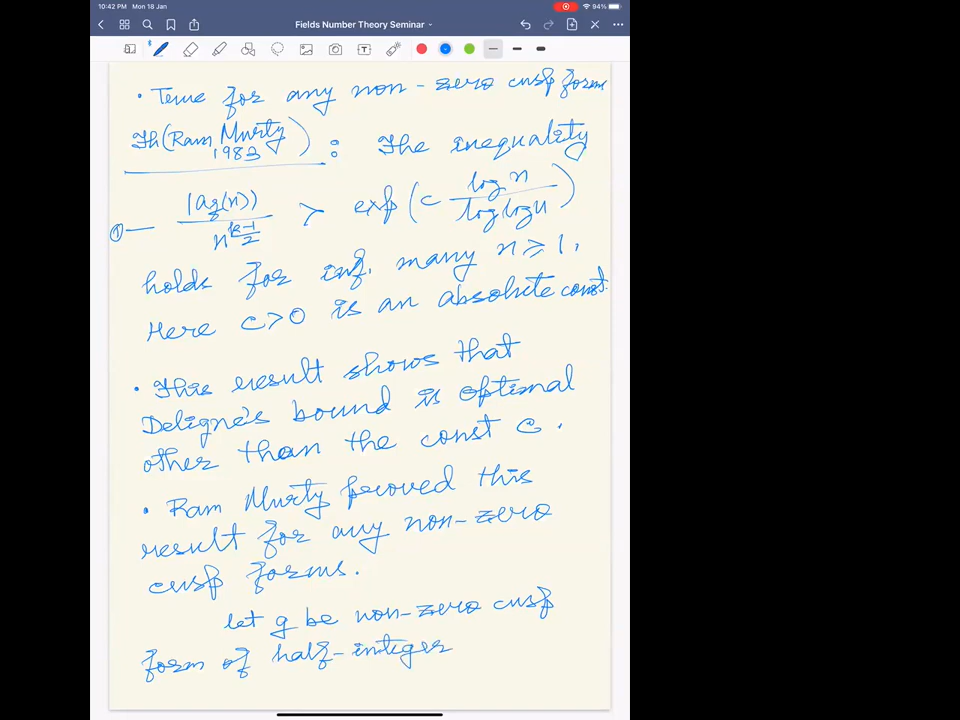 10:42 PM Mon 18 Jan
94%
Fields Number Theory Seminar
• True for any non-zero cusp forms
Th (Ram Murty 1983) : The inequality
① — |a_g(n)| / n^{(k-1)/2} > exp(c log n / log log n)
holds for inf. many n ≥ 1.
Here c>0 is an absolute const.
• This result shows that
Deligne's bound is optimal
other than the const c.
• Ram Murty proved this
result for any non-zero
cusp forms.
let g be non-zero cusp
form of half-integer